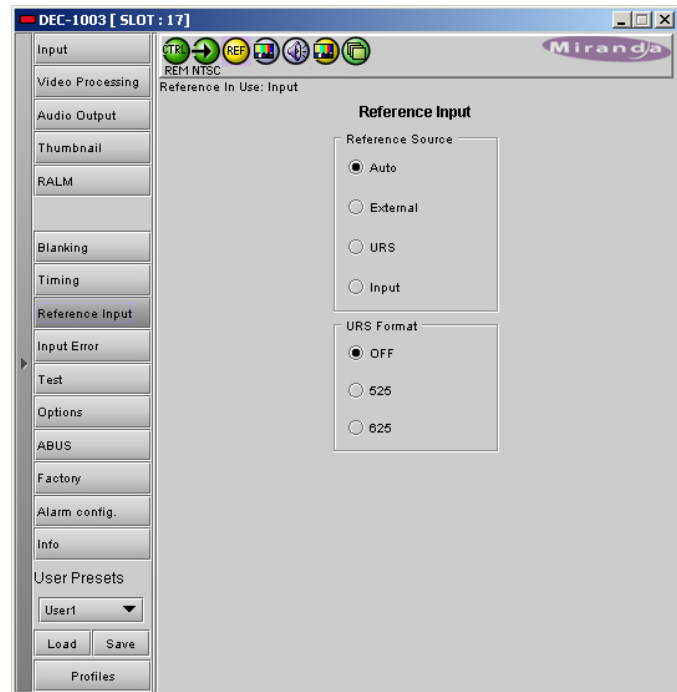 DEC-1003 [ SLOT : 17]
Input
Video Processing
Audio Output
Thumbnail
RALM
Blanking
Timing
Reference Input
Input Error
Test
Options
ABUS
Factory
Alarm config.
Info
User Presets
User1
Load Save
Profiles
CTRL REF
REM NTSC
Miranda
Reference In Use: Input
Reference Input
Reference Source
Auto
External
URS
Input
URS Format
OFF
525
625